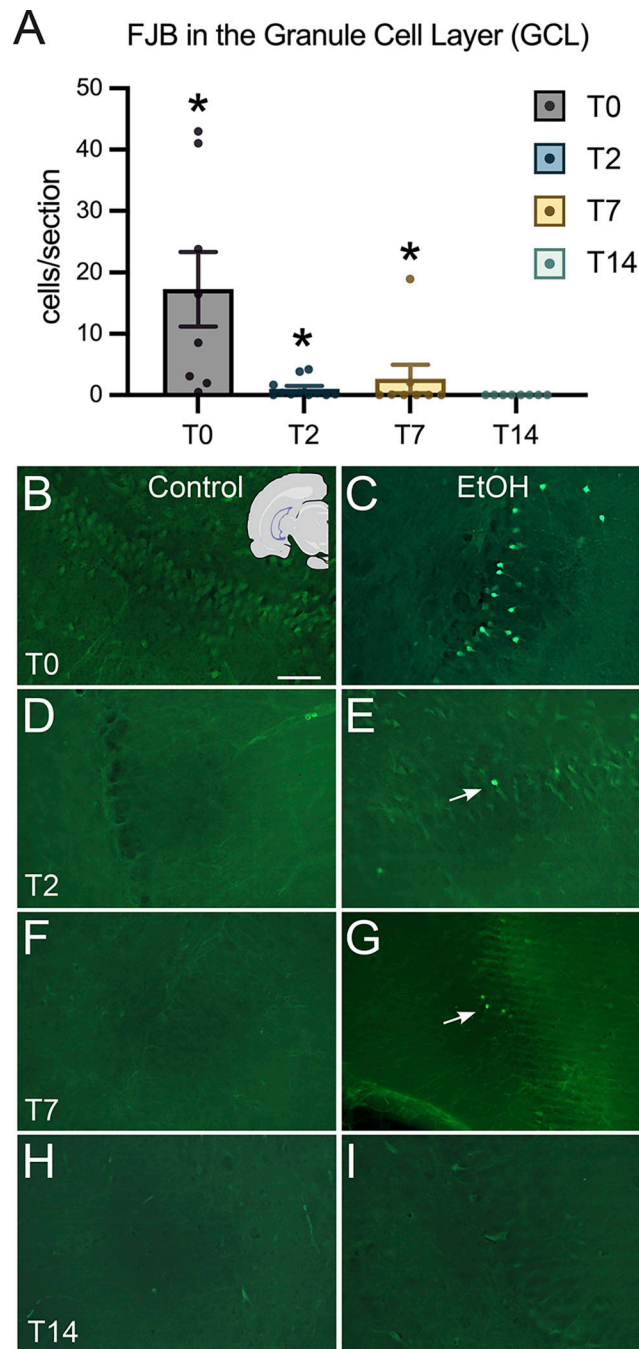 A
FJB in the Granule Cell Layer (GCL)
cells/section
50
40
30
20
10
0
*
*
*
T0
T2
T7
T14
T0
T2
T7
T14
B
Control
T0
C
EtOH
D
T2
E
F
T7
G
H
T14
I